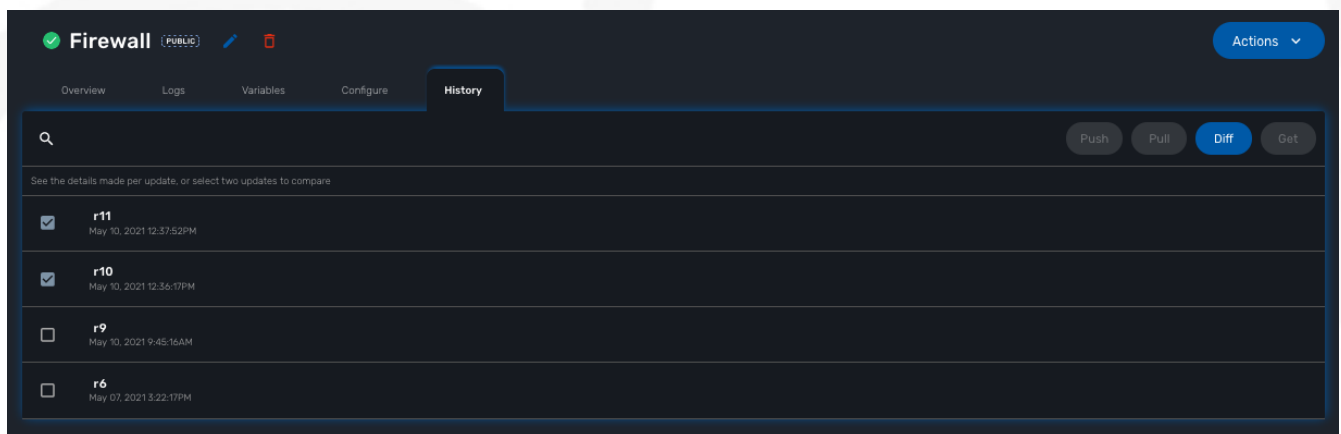 Firewall PUBLIC Actions
Overview Logs Variables Configure History
Push Pull Diff Get
See the details made per update, or select two updates to compare
r11
May 10, 2021 12:37:52PM
r10
May 10, 2021 12:36:17PM
r9
May 10, 2021 9:45:16AM
r6
May 07, 2021 3:22:17PM